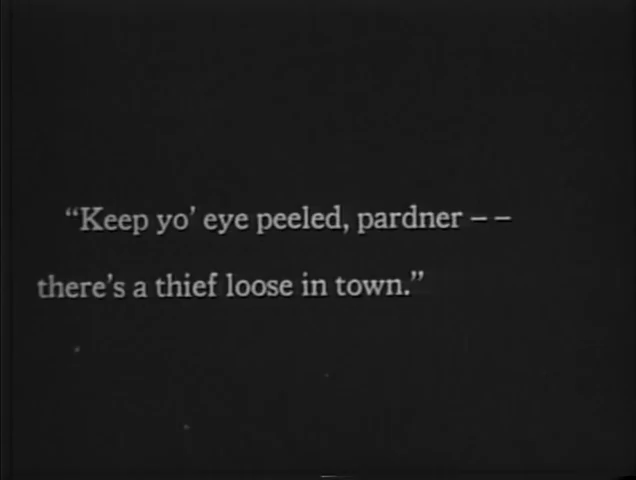 “Keep yo’ eye peeled, pardner – –
there’s a thief loose in town.”